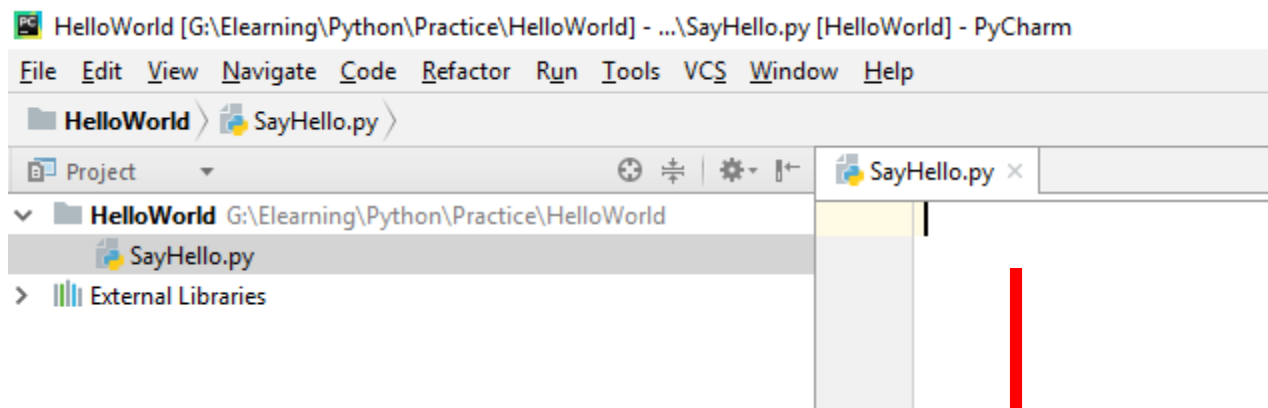 HelloWorld [G:\Elearning\Python\Practice\HelloWorld] - ...\SayHello.py [HelloWorld] - PyCharm
File Edit View Navigate Code Refactor Run Tools VCS Window Help
HelloWorld SayHello.py
Project
SayHello.py
HelloWorld G:\Elearning\Python\Practice\HelloWorld
SayHello.py
External Libraries